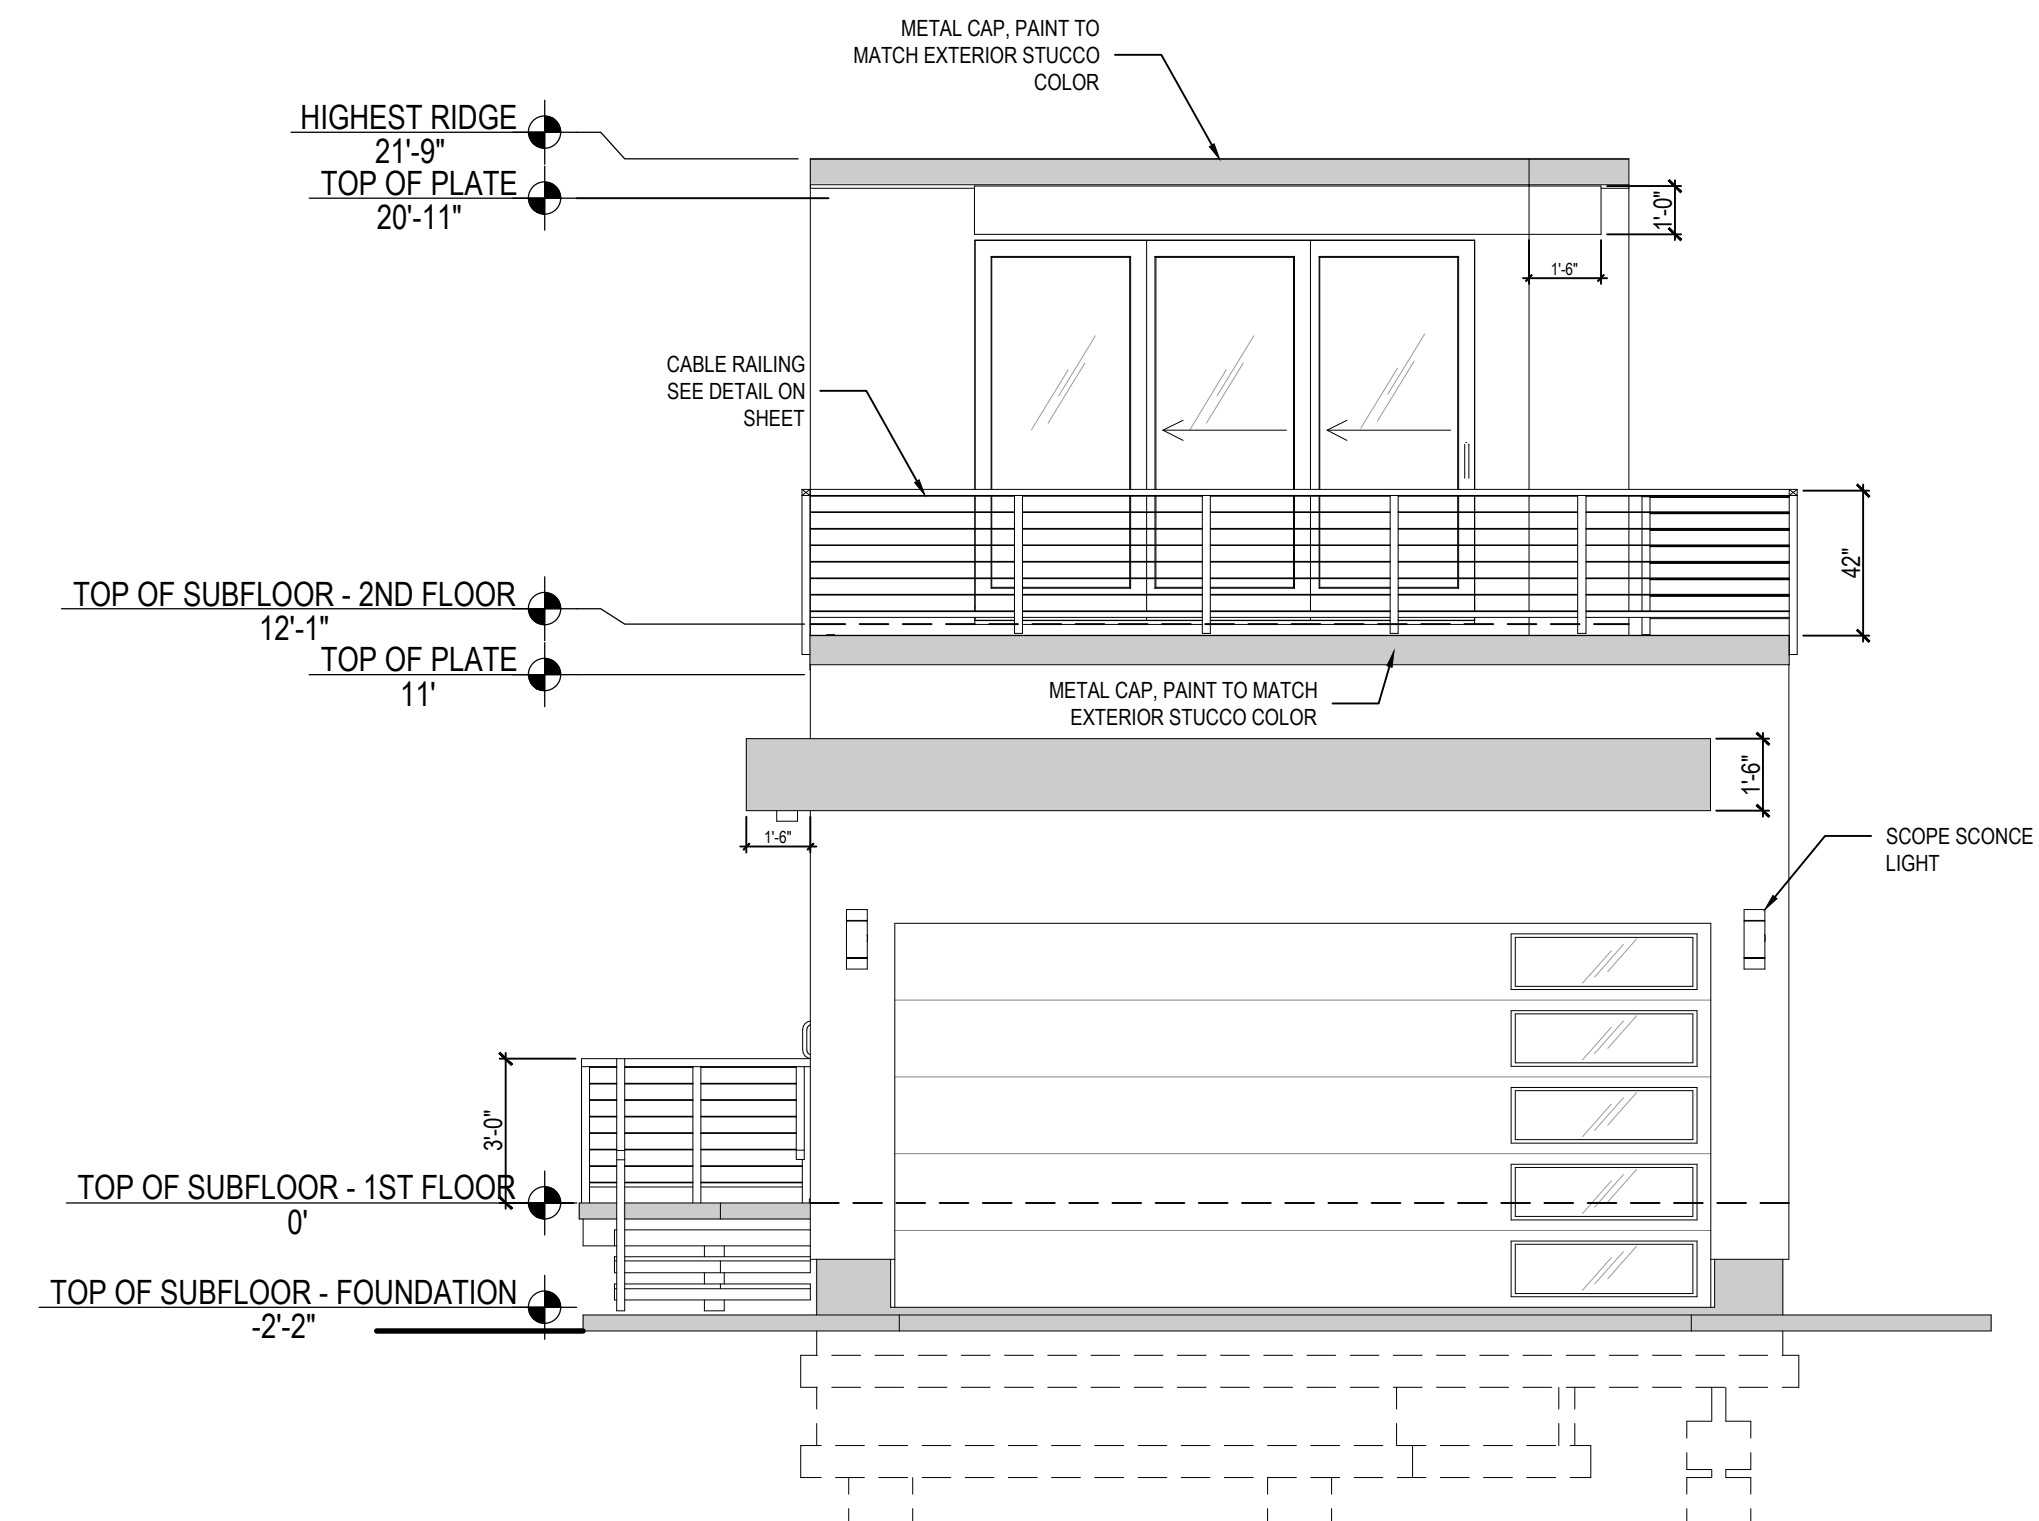 METAL CAP, PAINT TO
MATCH EXTERIOR STUCCO
COLOR
HIGHEST RIDGE
21'-9"
TOP OF PLATE
20'-11"
1'-0"
1'-6"
CABLE RAILING
SEE DETAIL ON
SHEET
42"
TOP OF SUBFLOOR - 2ND FLOOR
12'-1"
TOP OF PLATE
11'
METAL CAP, PAINT TO MATCH
EXTERIOR STUCCO COLOR
1'-6"
1'-6"
SCOPE SCONCE
LIGHT
3'-0"
TOP OF SUBFLOOR - 1ST FLOOR
0'
TOP OF SUBFLOOR - FOUNDATION
-2'-2"